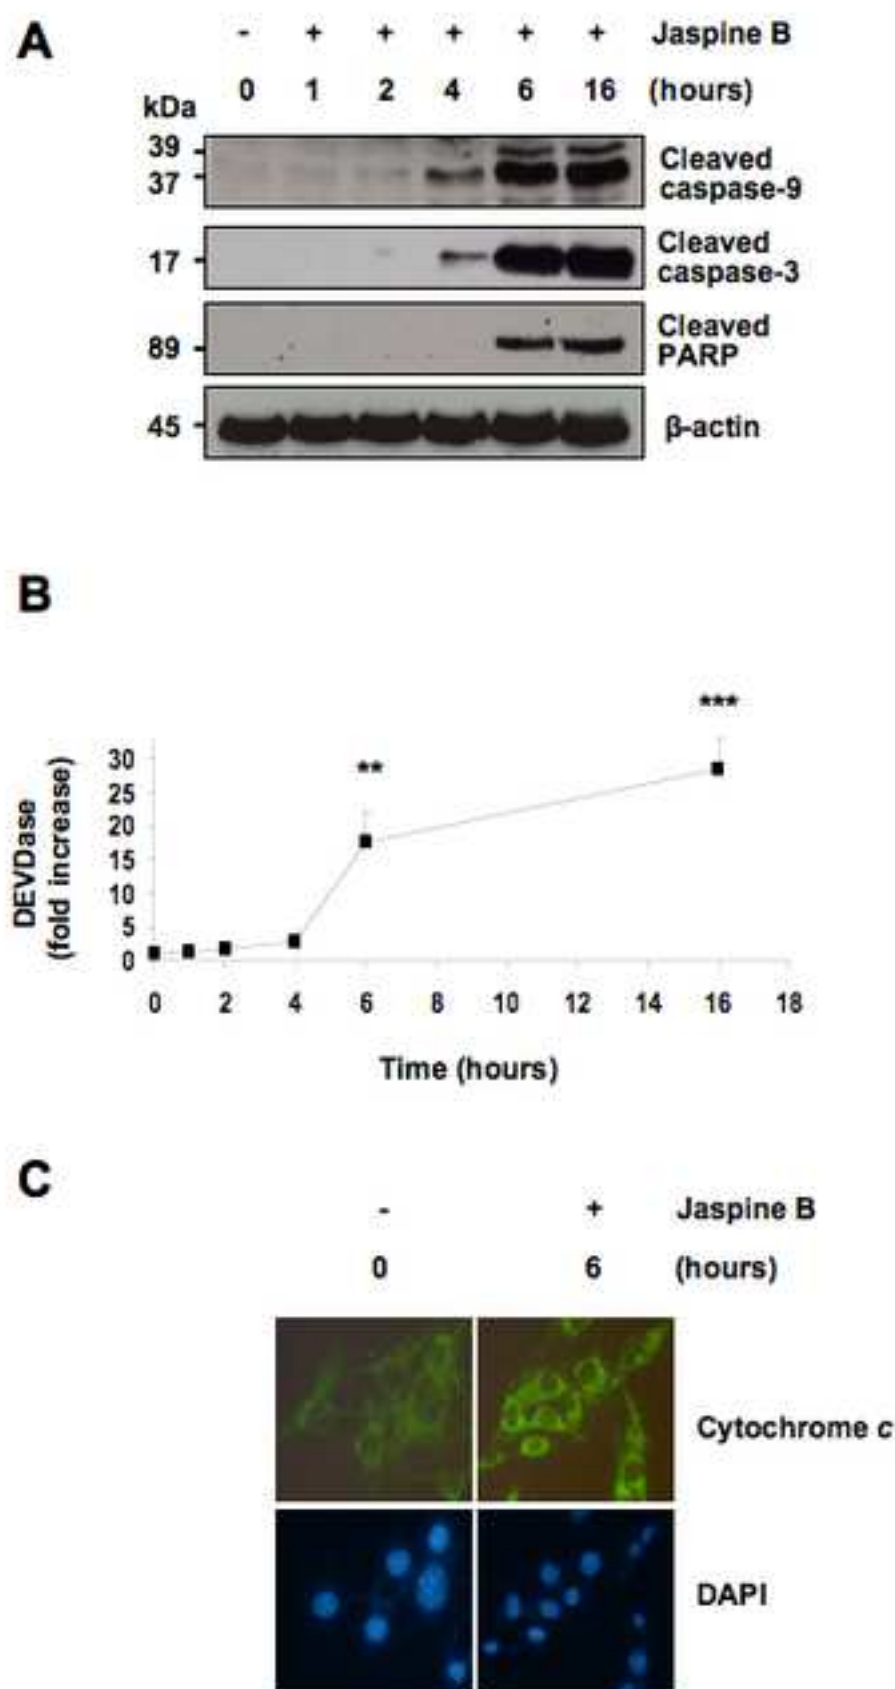 A
- + + + + + Jaspine B
0 1 2 4 6 16 (hours)
kDa
39
37
Cleaved
caspase-9
17
Cleaved
caspase-3
89
Cleaved
PARP
45
β-actin
B
** ***
DEVDase
(fold increase)
30
25
20
15
10
5
0
0 2 4 6 8 10 12 14 16 18
Time (hours)
C
- + Jaspine B
0 6 (hours)
Cytochrome c
DAPI